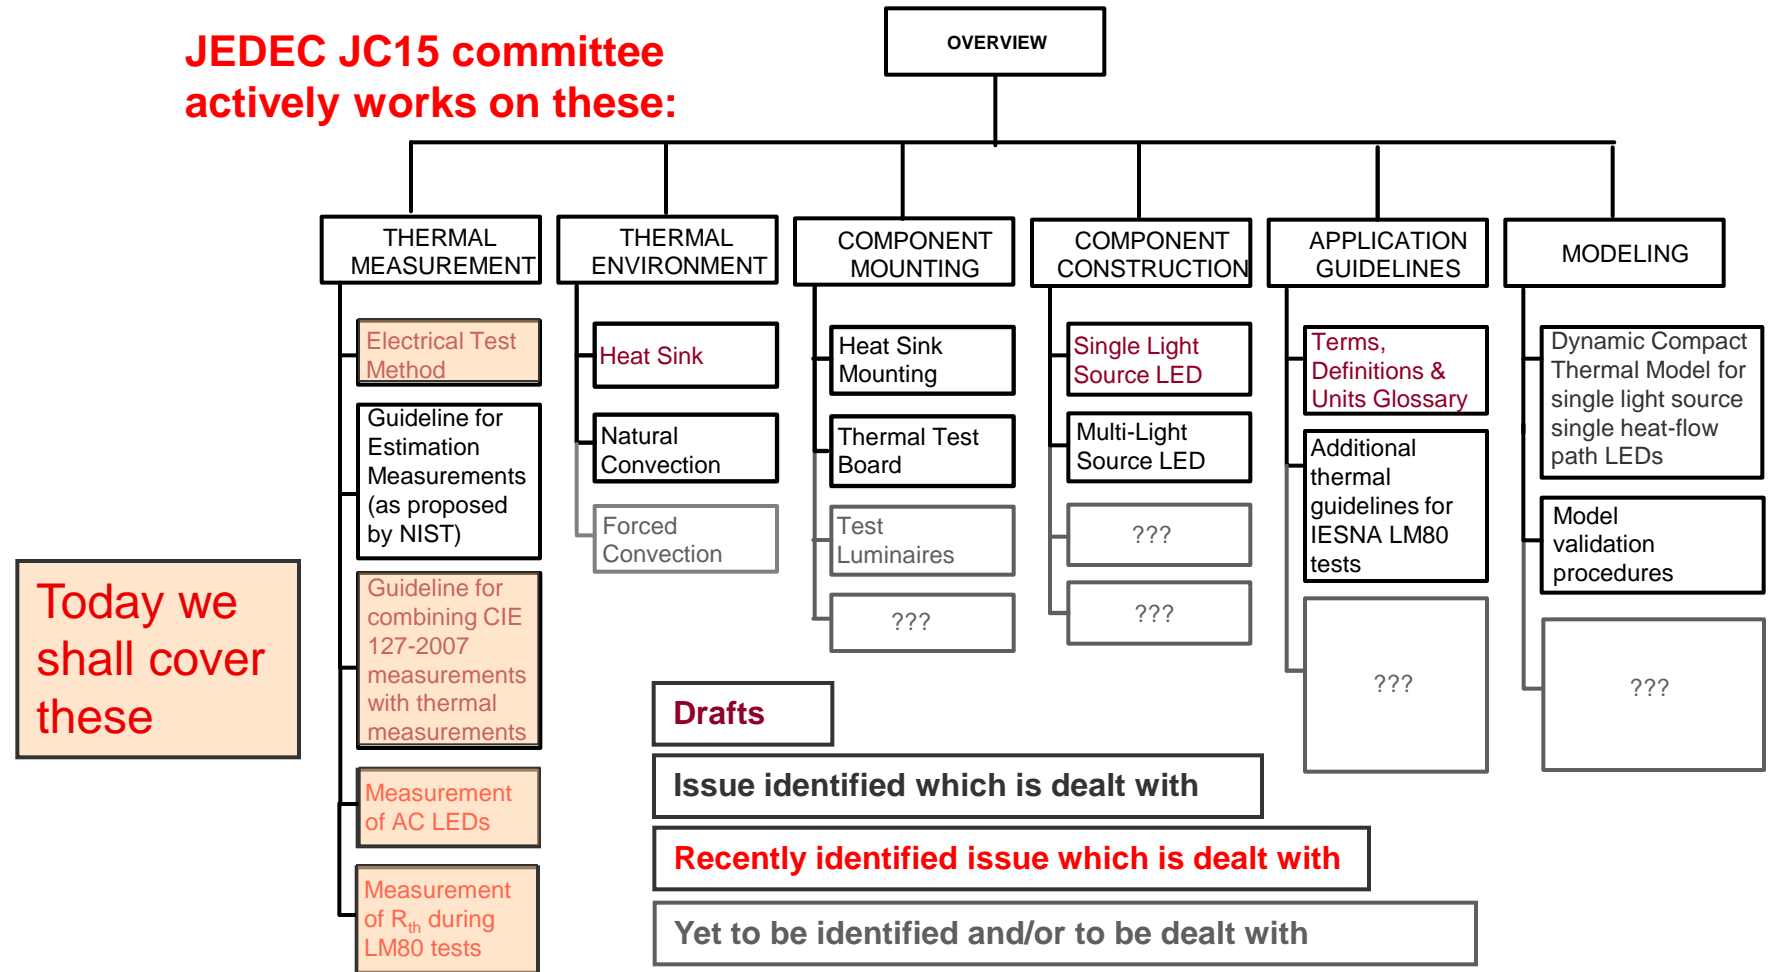 JEDEC JC15 committee
actively works on these:
OVERVIEW
THERMAL
MEASUREMENT
THERMAL
ENVIRONMENT
COMPONENT
MOUNTING
COMPONENT
CONSTRUCTION
APPLICATION
GUIDELINES
MODELING
Electrical Test
Method
Guideline for
Estimation
Measurements
(as proposed
by NIST)
Guideline for
combining CIE
127-2007
measurements
with thermal
measurements
Measurement
of AC LEDs
Measurement
of Rth during
LM80 tests
Heat Sink
Natural
Convection
Forced
Convection
Heat Sink
Mounting
Thermal Test
Board
Test
Luminaires
???
Single Light
Source LED
Multi-Light
Source LED
???
???
Terms,
Definitions &
Units Glossary
Additional
thermal
guidelines for
IESNA LM80
tests
???
Dynamic Compact
Thermal Model for
single light source
single heat-flow
path LEDs
Model
validation
procedures
???
Today we
shall cover
these
Drafts
Issue identified which is dealt with
Recently identified issue which is dealt with
Yet to be identified and/or to be dealt with